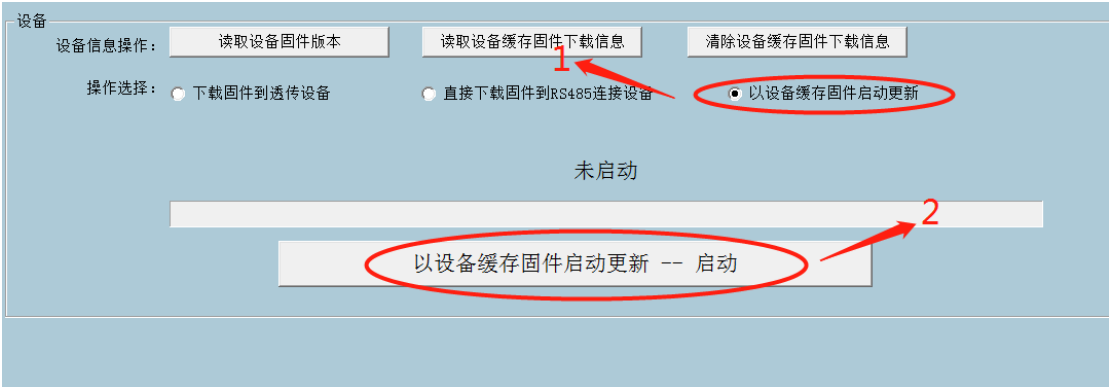 设备
设备信息操作： 读取设备固件版本 读取设备缓存固件下载信息 清除设备缓存固件下载信息
1
操作选择： 下载固件到透传设备 直接下载固件到RS485连接设备 以设备缓存固件启动更新
未启动
2
以设备缓存固件启动更新 -- 启动